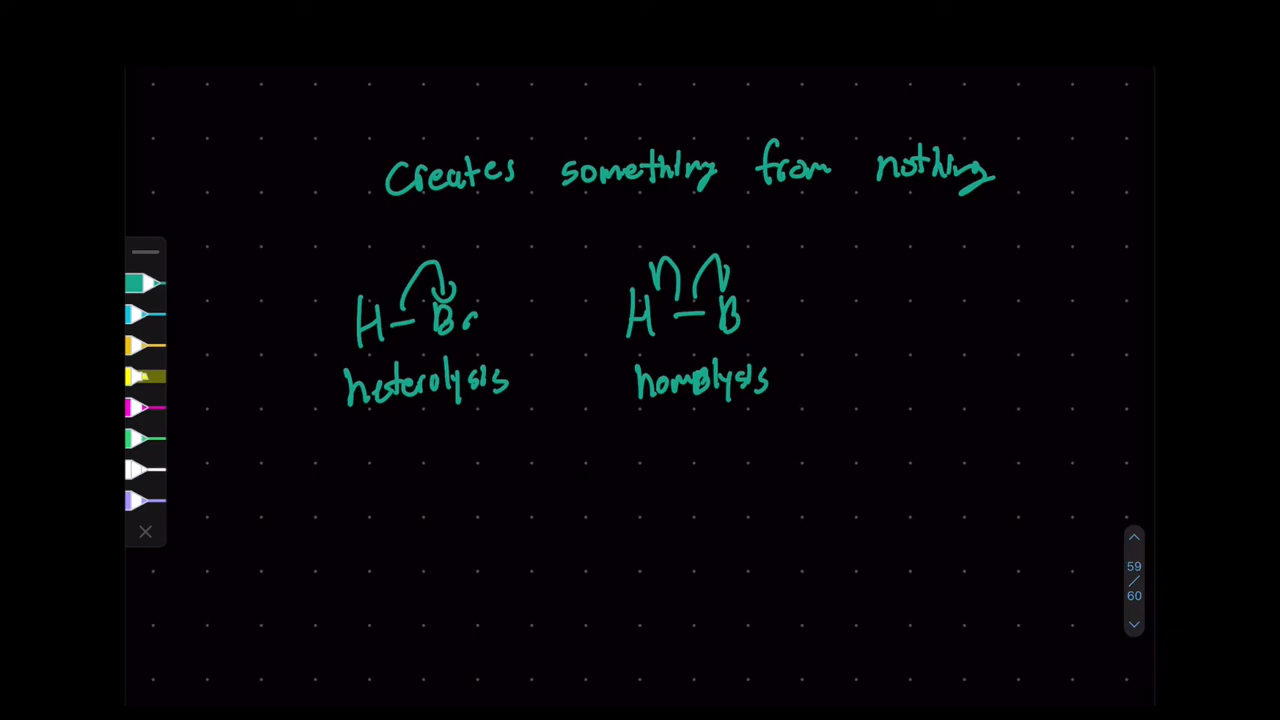 Creates something from nothing
H-Br H-B
heterolysis homolysis
59
/
60